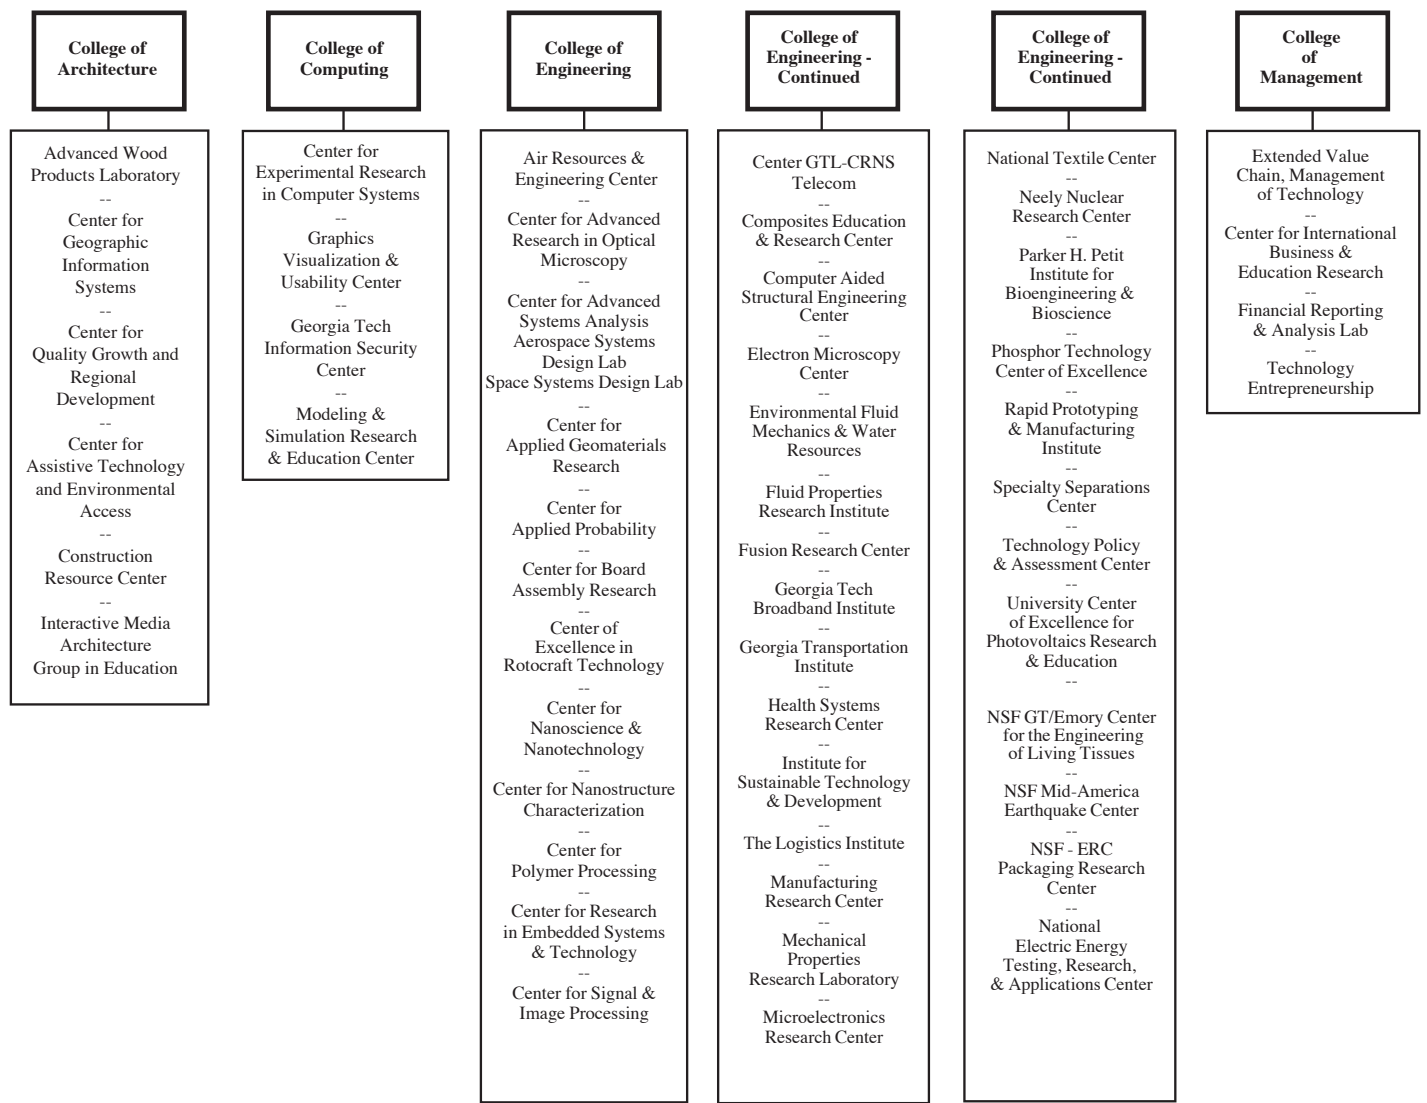 College of
Architecture
Advanced Wood
Products Laboratory
--
Center for
Geographic
Information
Systems
--
Center for
Quality Growth and
Regional
Development
--
Center for
Assistive Technology
and Environmental
Access
--
Construction
Resource Center
--
Interactive Media
Architecture
Group in Education
College of
Computing
Center for
Experimental Research
in Computer Systems
--
Graphics
Visualization &
Usability Center
--
Georgia Tech
Information Security
Center
--
Modeling &
Simulation Research
& Education Center
College of
Engineering
Air Resources &
Engineering Center
--
Center for Advanced
Research in Optical
Microscopy
--
Center for Advanced
Systems Analysis
Aerospace Systems
Design Lab
Space Systems Design Lab
--
Center for
Applied Geomaterials
Research
--
Center for
Applied Probability
--
Center for Board
Assembly Research
--
Center of
Excellence in
Rotocraft Technology
--
Center for
Nanoscience &
Nanotechnology
--
Center for Nanostructure
Characterization
--
Center for
Polymer Processing
--
Center for Research
in Embedded Systems
& Technology
--
Center for Signal &
Image Processing
College of
Engineering -
Continued
Center GTL-CRNS
Telecom
--
Composites Education
& Research Center
--
Computer Aided
Structural Engineering
Center
--
Electron Microscopy
Center
--
Environmental Fluid
Mechanics & Water
Resources
--
Fluid Properties
Research Institute
--
Fusion Research Center
--
Georgia Tech
Broadband Institute
--
Georgia Transportation
Institute
--
Health Systems
Research Center
--
Institute for
Sustainable Technology
& Development
--
The Logistics Institute
--
Manufacturing
Research Center
--
Mechanical
Properties
Research Laboratory
--
Microelectronics
Research Center
College of
Engineering -
Continued
National Textile Center
--
Neely Nuclear
Research Center
--
Parker H. Petit
Institute for
Bioengineering &
Bioscience
--
Phosphor Technology
Center of Excellence
--
Rapid Prototyping
& Manufacturing
Institute
--
Specialty Separations
Center
--
Technology Policy
& Assessment Center
--
University Center
of Excellence for
Photovoltaics Research
& Education
--
NSF GT/Emory Center
for the Engineering
of Living Tissues
--
NSF Mid-America
Earthquake Center
--
NSF - ERC
Packaging Research
Center
--
National
Electric Energy
Testing, Research,
& Applications Center
College
of
Management
Extended Value
Chain, Management
of Technology
--
Center for International
Business &
Education Research
--
Financial Reporting
& Analysis Lab
--
Technology
Entrepreneurship